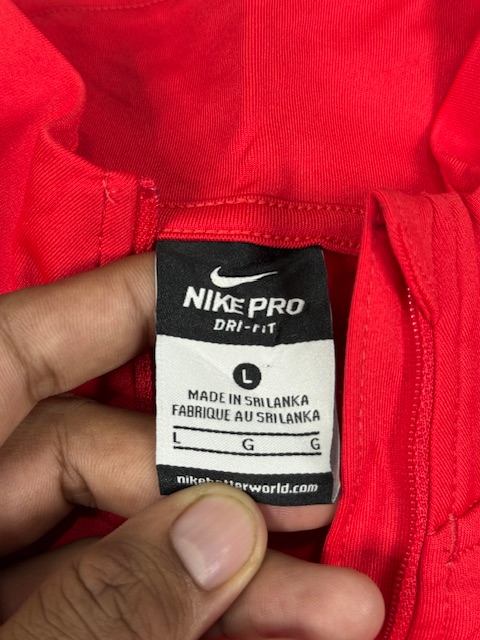 NIKE PRO
DRI-FIT
L
MADE IN SRI LANKA
FABRIQUE AU SRI LANKA
L G G
nikebetterworld.com